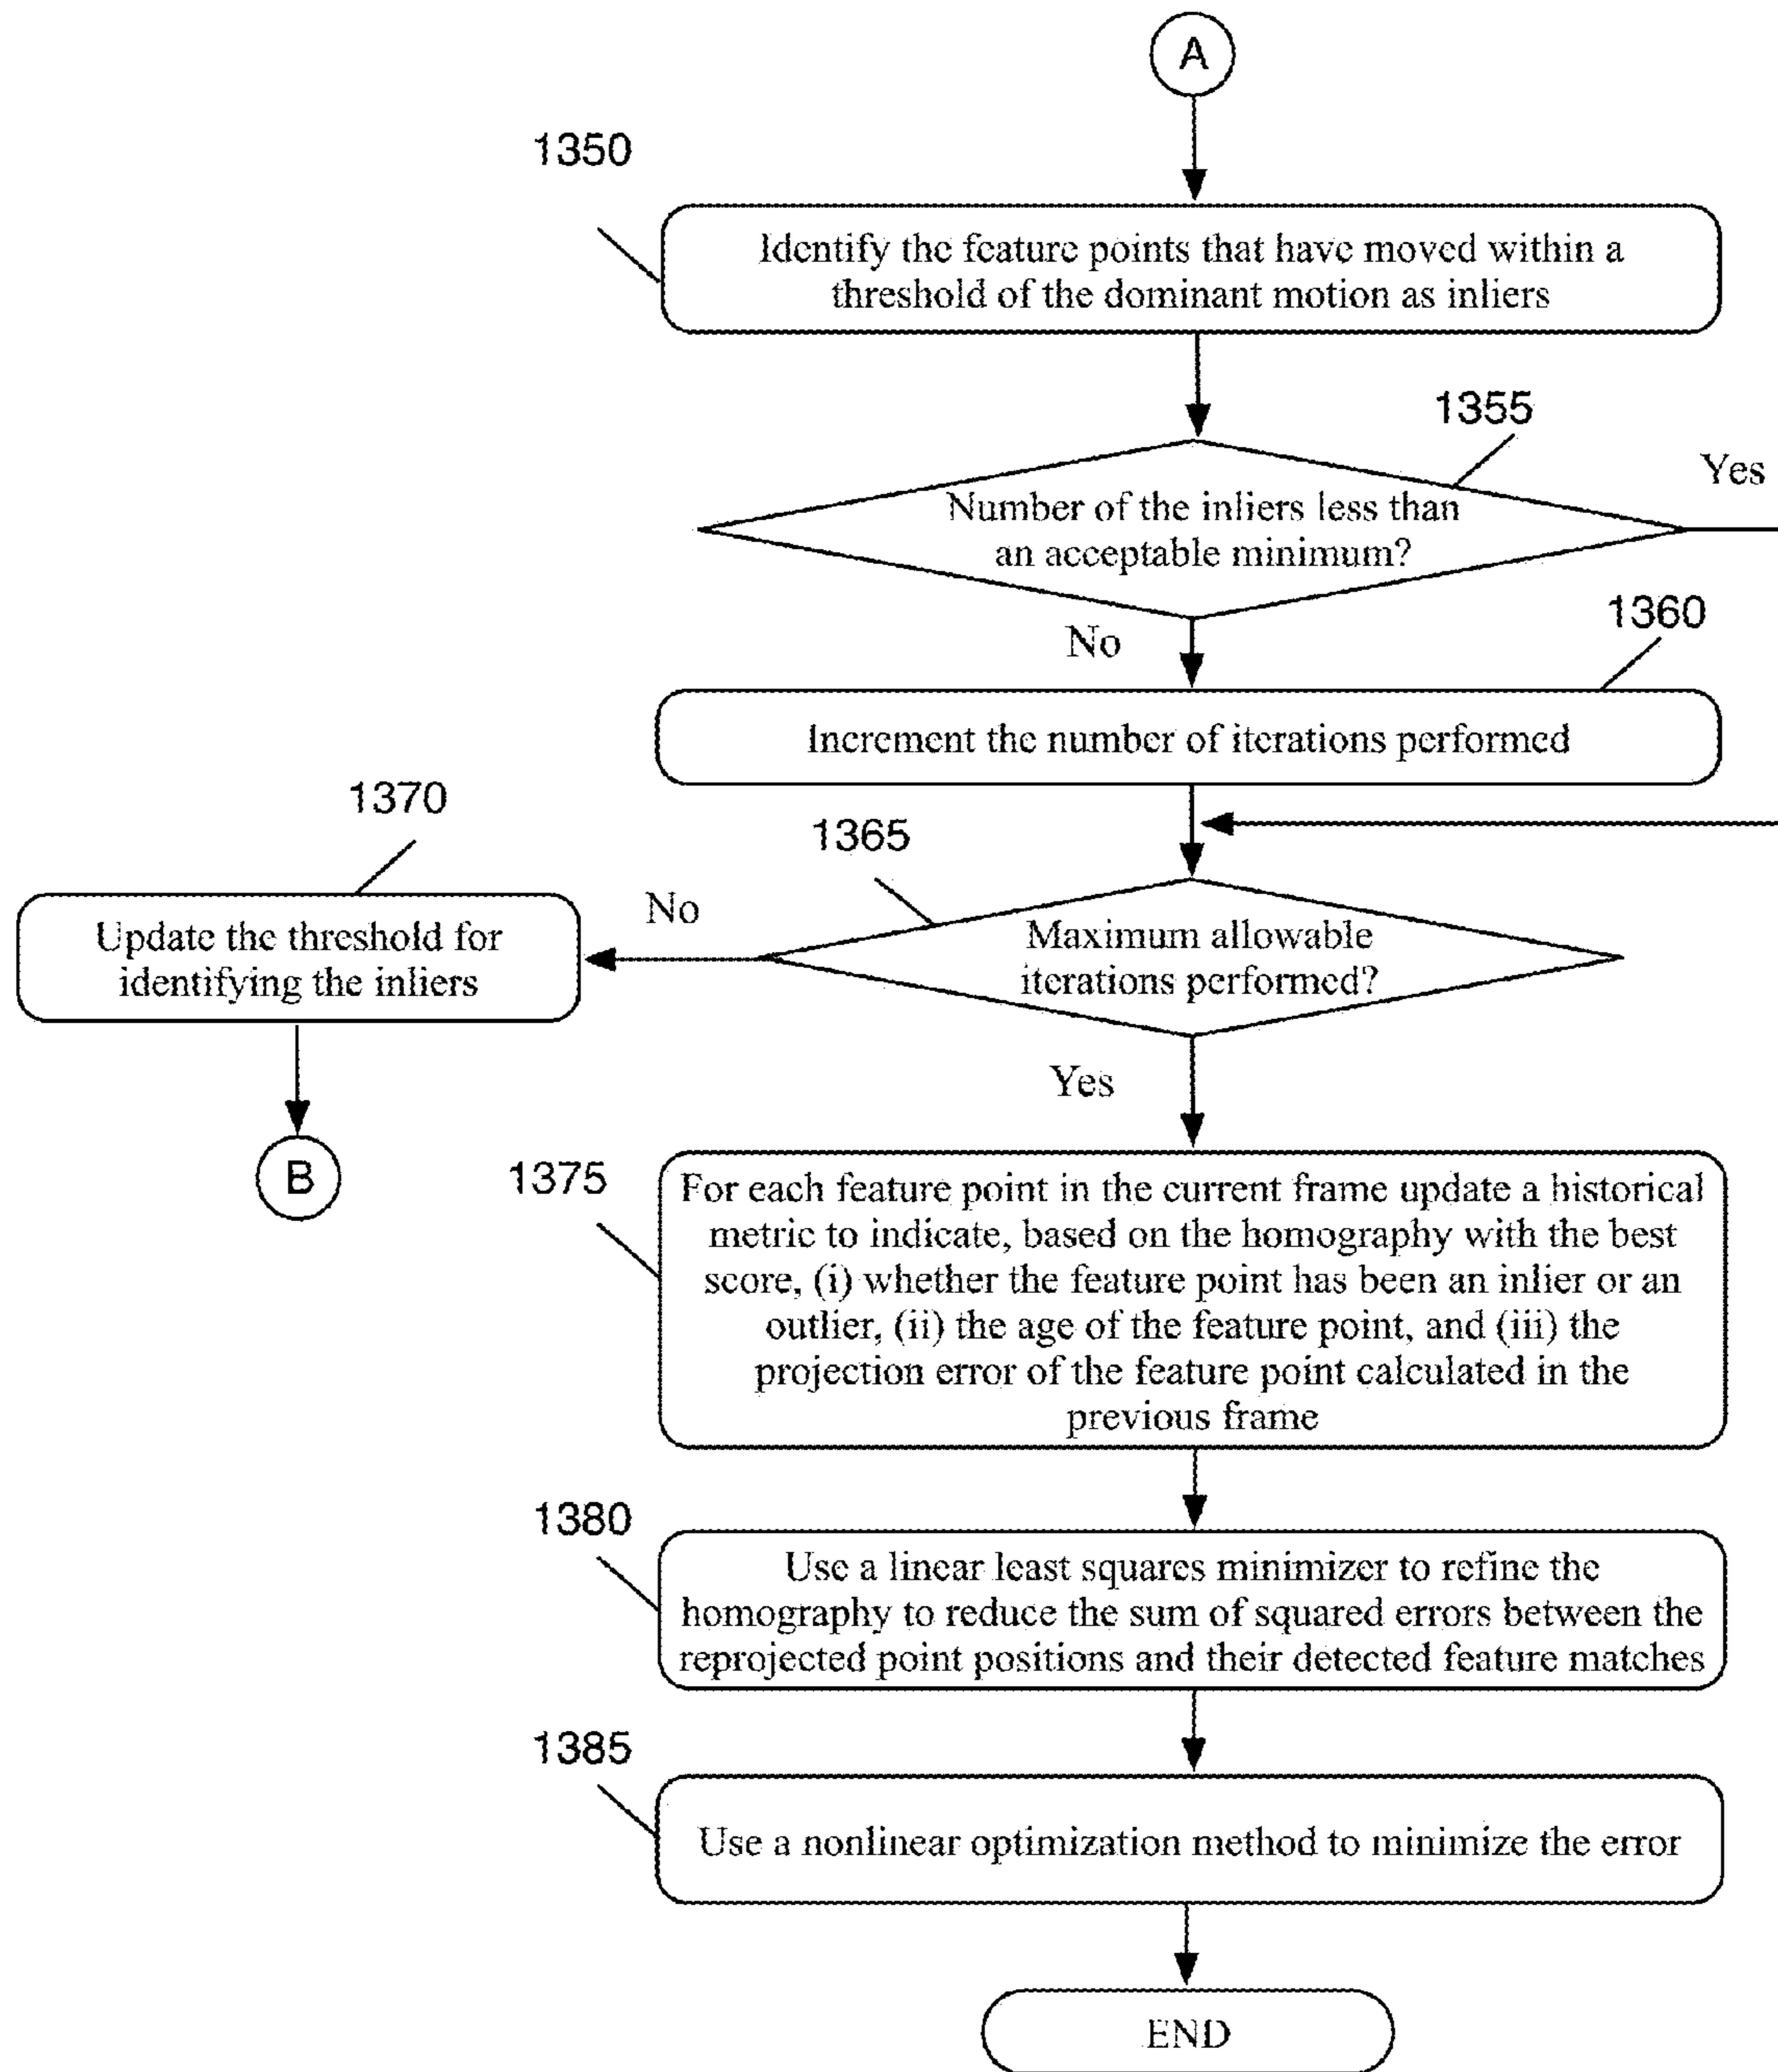 A
1350
Identify the feature points that have moved within a
threshold of the dominant motion as inliers
1355
Yes
Number of the inliers less than
an acceptable minimum?
1360
No
Increment the number of iterations performed
1370
1365
No
Update the threshold for
identifying the inliers
Maximum allowable
iterations performed?
Yes
B
1375
For each feature point in the current frame update a historical
metric to indicate, based on the homography with the best
score, (i) whether the feature point has been an inlier or an
outlier, (ii) the age of the feature point, and (iii) the
projection error of the feature point calculated in the
previous frame
1380
Use a linear least squares minimizer to refine the
homography to reduce the sum of squared errors between the
reprojected point positions and their detected feature matches
1385
Use a nonlinear optimization method to minimize the error
END